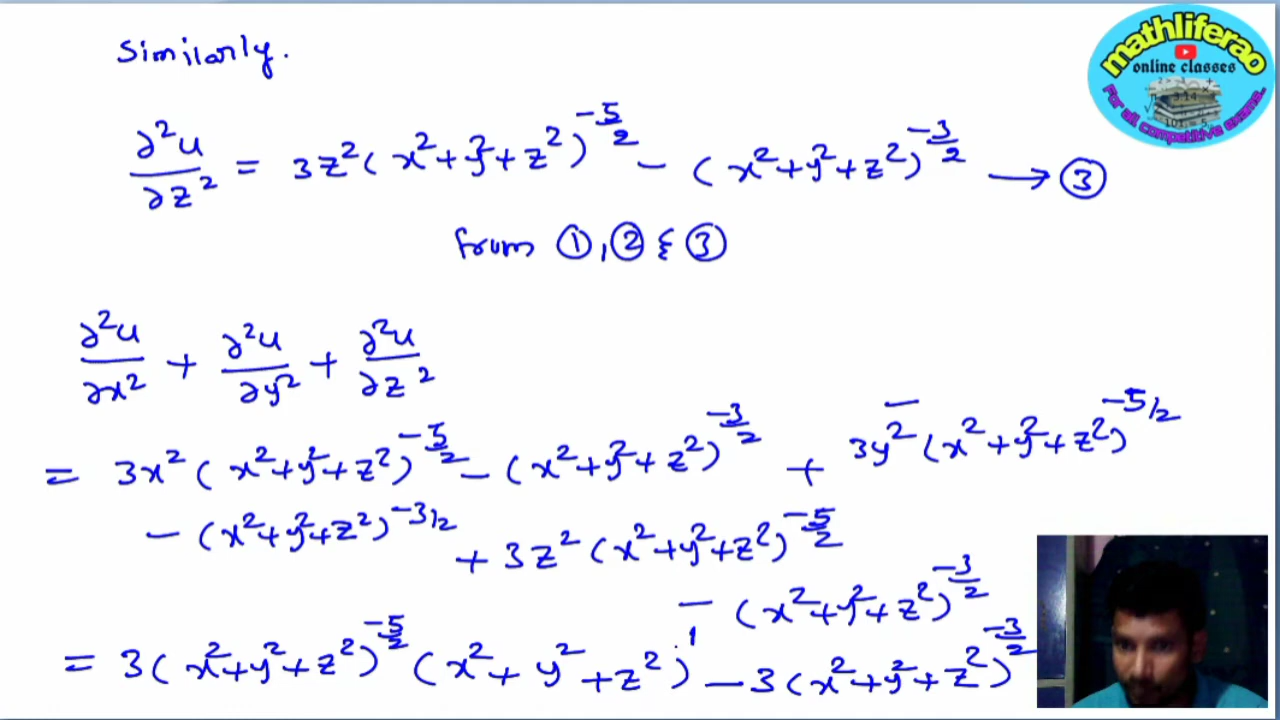 Similarly.
mathliferao
online classes
For all competitive exams..
∂²u/∂z² = 3z²(x²+y²+z²)^(-5/2) − (x²+y²+z²)^(-3/2) ⟶ ③
from ①,② & ③
∂²u/∂x² + ∂²u/∂y² + ∂²u/∂z²
= 3x²(x²+y²+z²)^(-5/2) − (x²+y²+z²)^(-3/2) + 3y²(x²+y²+z²)^(-5/2)
− (x²+y²+z²)^(-3/2) + 3z²(x²+y²+z²)^(-5/2)
− (x²+y²+z²)^(-3/2)
= 3(x²+y²+z²)^(-5/2) (x²+y²+z²)^1 − 3(x²+y²+z²)^(-3/2)